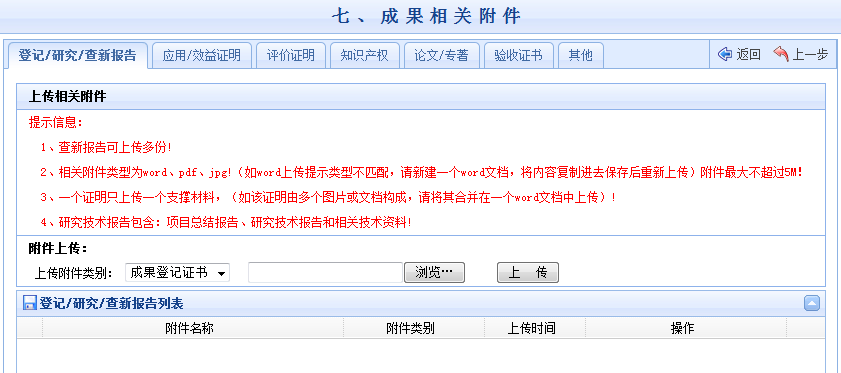 七、成果相关附件
登记/研究/查新报告 应用/效益证明 评价证明 知识产权 论文/专著 验收证书 其他 返回 上一步
上传相关附件
提示信息：
1、查新报告可上传多份!
2、相关附件类型为word、pdf、jpg!（如word上传提示类型不匹配，请新建一个word文档，将内容复制进去保存后重新上传）附件最大不超过5M!
3、一个证明只上传一个支撑材料，（如该证明由多个图片或文档构成，请将其合并在一个word文档中上传）!
4、研究技术报告包含：项目总结报告、研究技术报告和相关技术资料!
附件上传：
上传附件类别： 成果登记证书 浏览… 上 传
登记/研究/查新报告列表
附件名称 附件类别 上传时间 操作